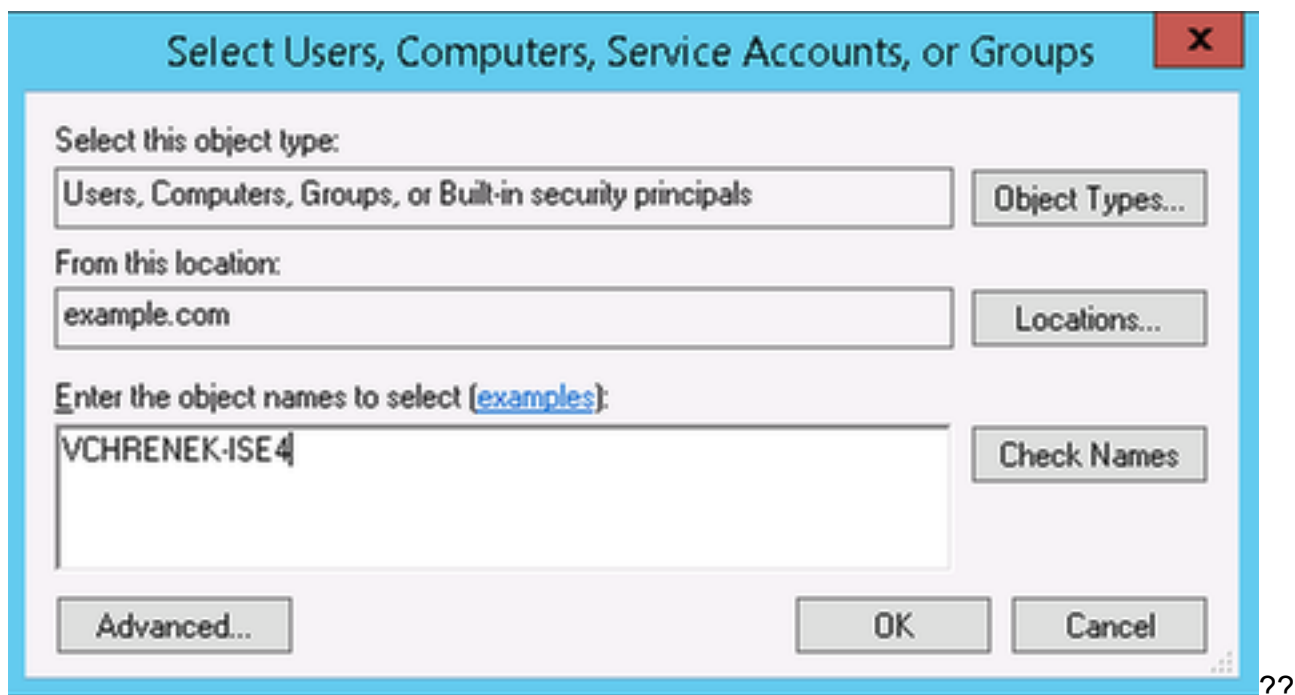 Select Users, Computers, Service Accounts, or Groups
x
Select this object type:
Users, Computers, Groups, or Built-in security principals
Object Types...
From this location:
example.com
Locations...
Enter the object names to select (examples):
VCHRENEK-ISE4
Check Names
Advanced...
OK
Cancel
??